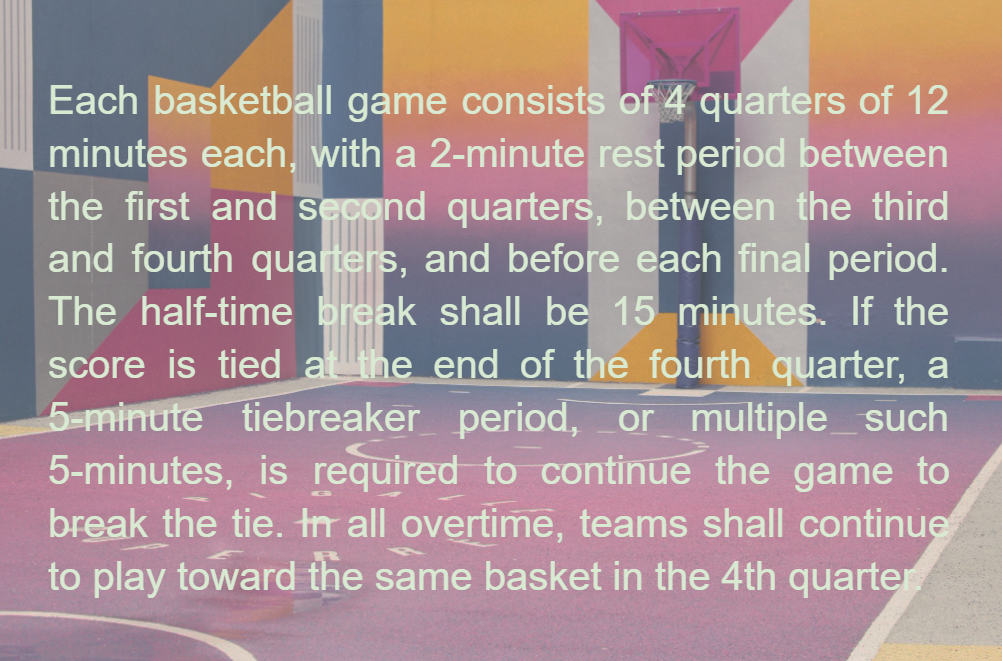 Each basketball game consists of 4 quarters of 12
minutes each, with a 2-minute rest period between
the first and second quarters, between the third
and fourth quarters, and before each final period.
The half-time break shall be 15 minutes. If the
score is tied at the end of the fourth quarter, a
5-minute tiebreaker period, or multiple such
5-minutes, is required to continue the game to
break the tie. In all overtime, teams shall continue
to play toward the same basket in the 4th quarter.